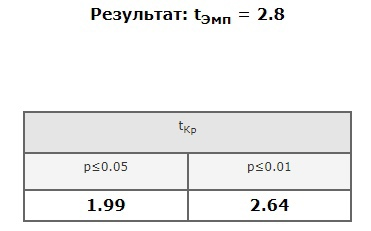 Результат: tЭмп = 2.8
tКр
p≤0.05 p≤0.01
1.99 2.64